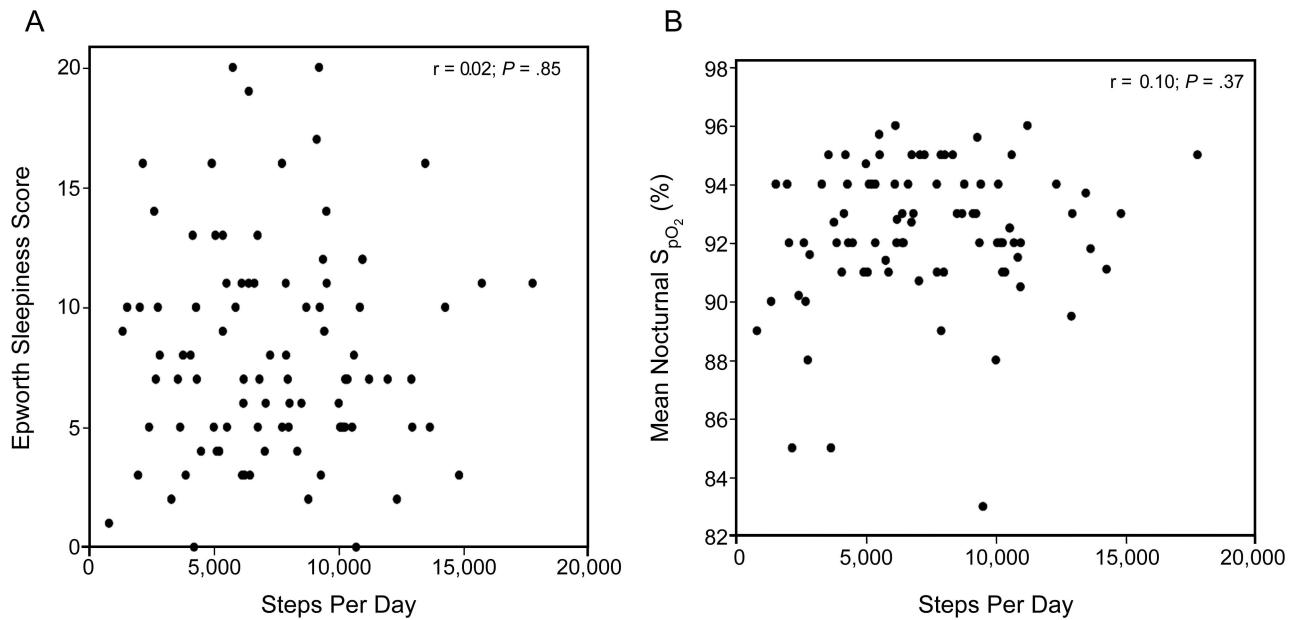 A
r = 0.02; P = .85
20
15
10
5
0
0 5,000 10,000 15,000 20,000
Epworth Sleepiness Score
Steps Per Day
B
r = 0.10; P = .37
98
96
94
92
90
88
86
84
82
0 5,000 10,000 15,000 20,000
Mean Nocturnal SpO2 (%)
Steps Per Day